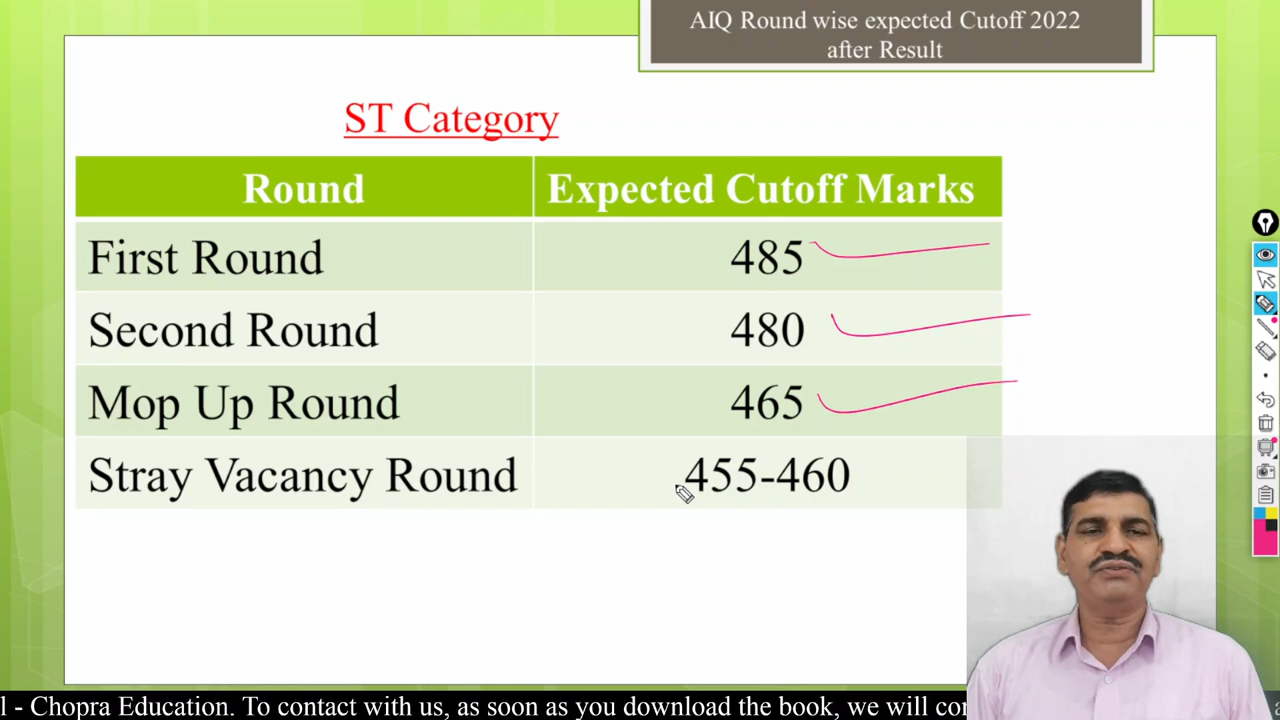 AIQ Round wise expected Cutoff 2022
after Result
ST Category
Round Expected Cutoff Marks
First Round 485
Second Round 480
Mop Up Round 465
Stray Vacancy Round 455-460
l - Chopra Education. To contact with us, as soon as you download the book, we will